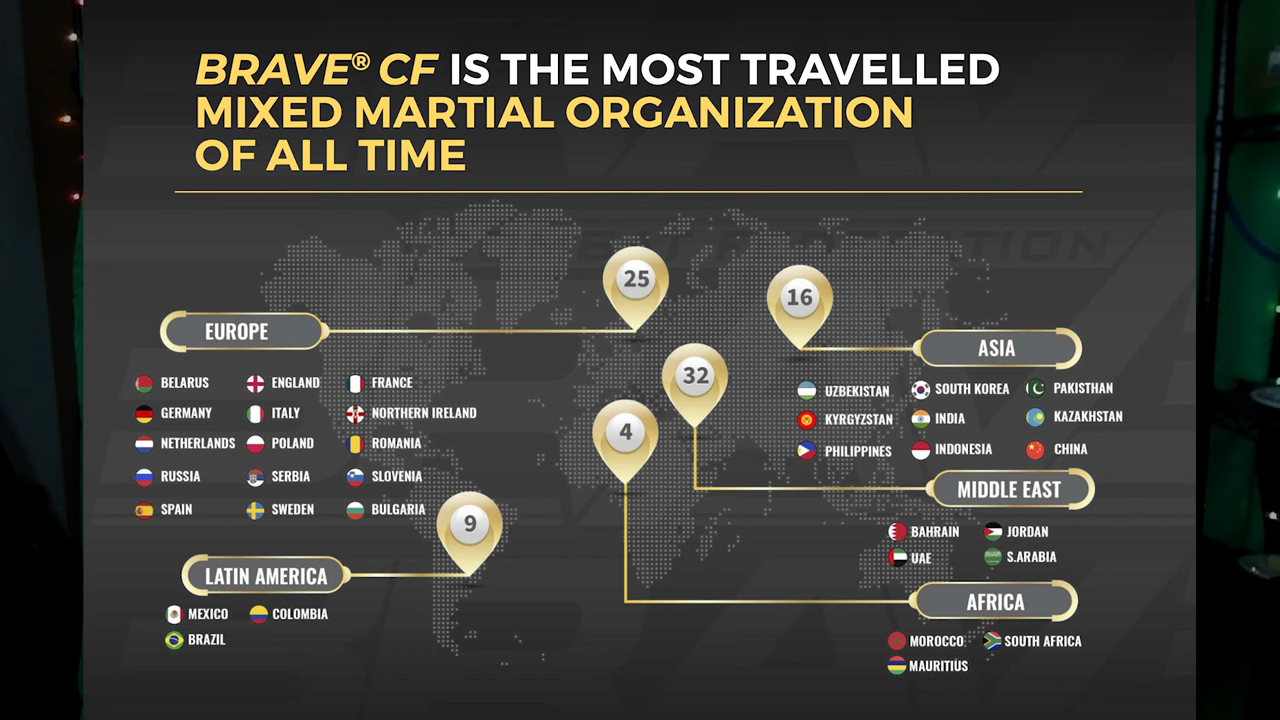 BRAVE® CF IS THE MOST TRAVELLED
MIXED MARTIAL ORGANIZATION
OF ALL TIME
25
16
32
4
9
EUROPE
BELARUS ENGLAND FRANCE
GERMANY ITALY NORTHERN IRELAND
NETHERLANDS POLAND ROMANIA
RUSSIA SERBIA SLOVENIA
SPAIN SWEDEN BULGARIA
LATIN AMERICA
MEXICO COLOMBIA
BRAZIL
ASIA
UZBEKISTAN SOUTH KOREA PAKISTHAN
KYRGYZSTAN INDIA KAZAKHSTAN
PHILIPPINES INDONESIA CHINA
MIDDLE EAST
BAHRAIN JORDAN
UAE S.ARABIA
AFRICA
MOROCCO SOUTH AFRICA
MAURITIUS